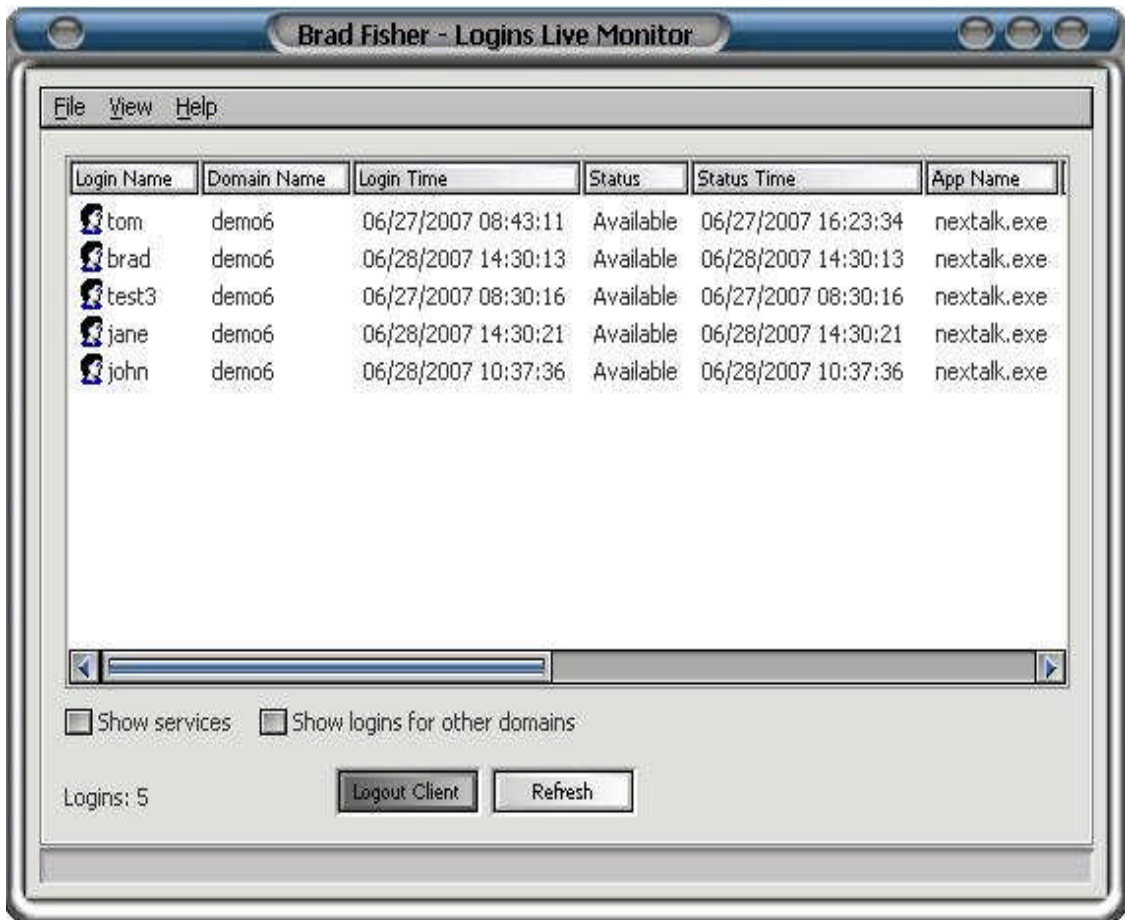 Brad Fisher - Logins Live Monitor
File View Help
Login Name Domain Name Login Time Status Status Time App Name
tom demo6 06/27/2007 08:43:11 Available 06/27/2007 16:23:34 nextalk.exe
brad demo6 06/28/2007 14:30:13 Available 06/28/2007 14:30:13 nextalk.exe
test3 demo6 06/27/2007 08:30:16 Available 06/27/2007 08:30:16 nextalk.exe
jane demo6 06/28/2007 14:30:21 Available 06/28/2007 14:30:21 nextalk.exe
john demo6 06/28/2007 10:37:36 Available 06/28/2007 10:37:36 nextalk.exe
Show services Show logins for other domains
Logins: 5 Logout Client Refresh